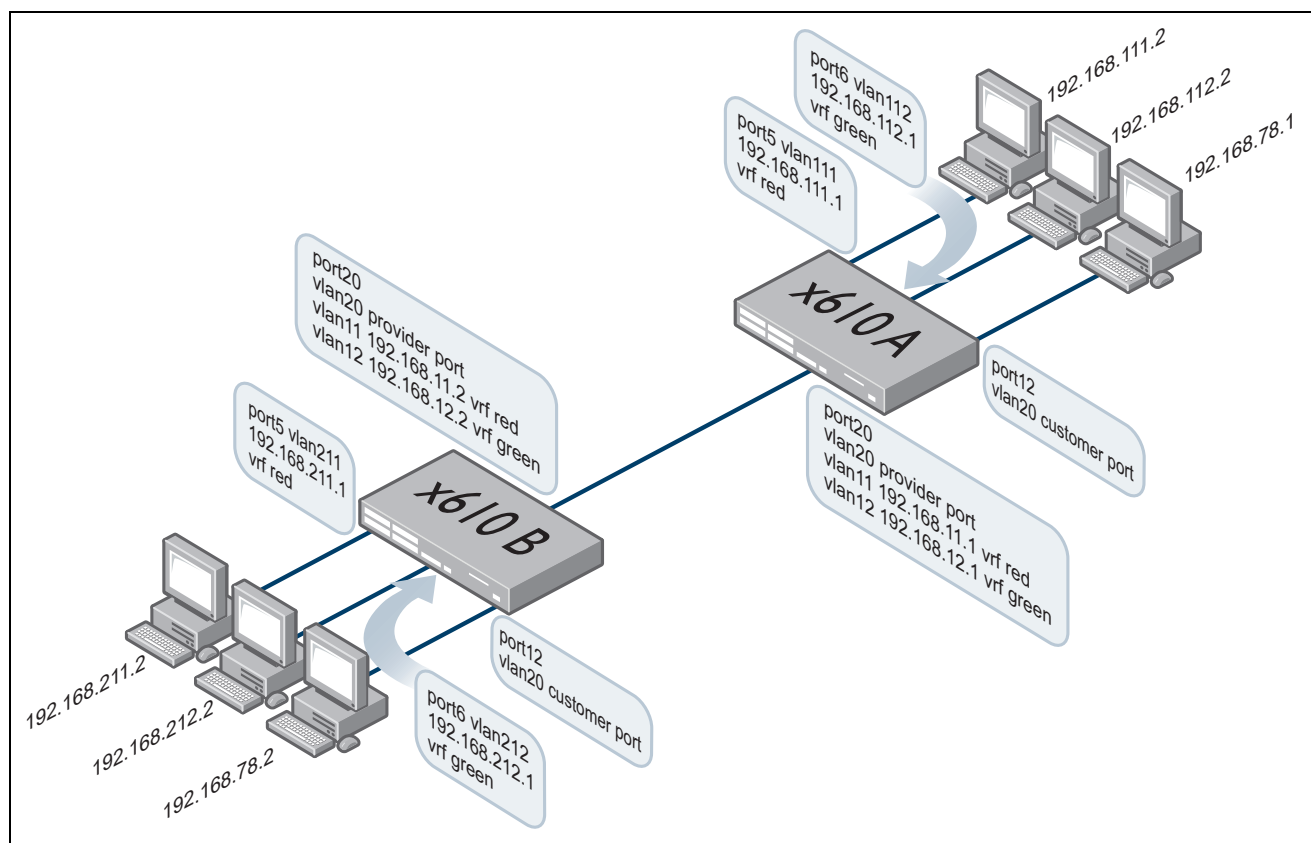 port6 vlan112
192.168.112.1
vrf green
port5 vlan111
192.168.111.1
vrf red
192.168.111.2
192.168.112.2
192.168.78.1
x610A
port12
vlan20 customer port
port20
vlan20 provider port
vlan11 192.168.11.1 vrf red
vlan12 192.168.12.1 vrf green
port20
vlan20 provider port
vlan11 192.168.11.2 vrf red
vlan12 192.168.12.2 vrf green
port5 vlan211
192.168.211.1
vrf red
x610B
port12
vlan20 customer port
port6 vlan212
192.168.212.1
vrf green
192.168.211.2
192.168.212.2
192.168.78.2